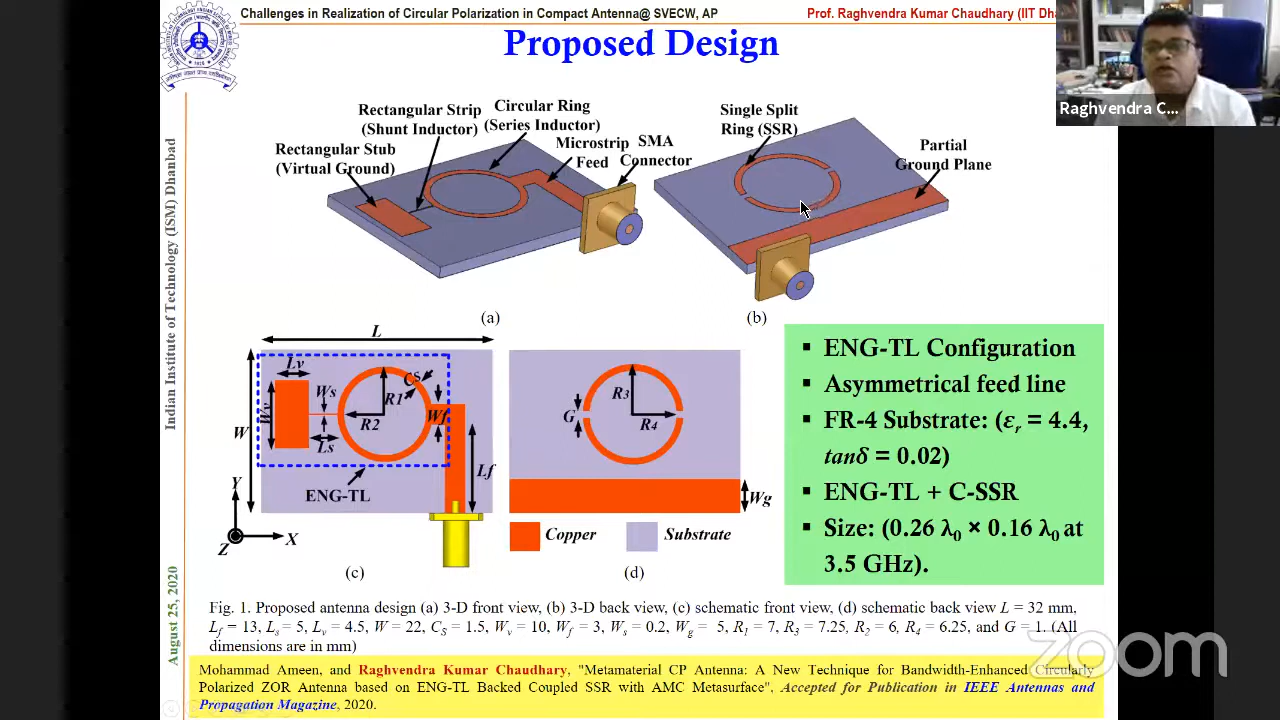 Challenges in Realization of Circular Polarization in Compact Antenna@ SVECW, AP
Prof. Raghvendra Kumar Chaudhary (IIT Dha
Proposed Design
Raghvendra C...
Indian Institute of Technology (ISM) Dhanbad
August 25, 2020
Rectangular Strip
(Shunt Inductor)
Circular Ring
(Series Inductor)
Rectangular Stub
(Virtual Ground)
Microstrip
Feed
SMA
Connector
Single Split
Ring (SSR)
Partial
Ground Plane
(a)
(b)
L
Lv
Ws
Wv
W
Ls
CS
R1
R2
Wf
Lf
ENG-TL
Y
X
Z
R3
R4
G
Wg
Copper
Substrate
(c)
(d)
▪ ENG-TL Configuration
▪ Asymmetrical feed line
▪ FR-4 Substrate: (εr = 4.4,
tanδ = 0.02)
▪ ENG-TL + C-SSR
▪ Size: (0.26 λ0 × 0.16 λ0 at
3.5 GHz).
Fig. 1. Proposed antenna design (a) 3-D front view, (b) 3-D back view, (c) schematic front view, (d) schematic back view L = 32 mm,
Lf = 13, Ls = 5, Lv = 4.5, W = 22, CS = 1.5, Wv = 10, Wf = 3, Ws = 0.2, Wg = 5, R1 = 7, R3 = 7.25, R2 = 6, R4 = 6.25, and G = 1. (All
dimensions are in mm)
Mohammad Ameen, and Raghvendra Kumar Chaudhary, "Metamaterial CP Antenna: A New Technique for Bandwidth-Enhanced Circularly
Polarized ZOR Antenna based on ENG-TL Backed Coupled SSR with AMC Metasurface", Accepted for Publication in IEEE Antennas and
Propagation Magazine, 2020.
zoom